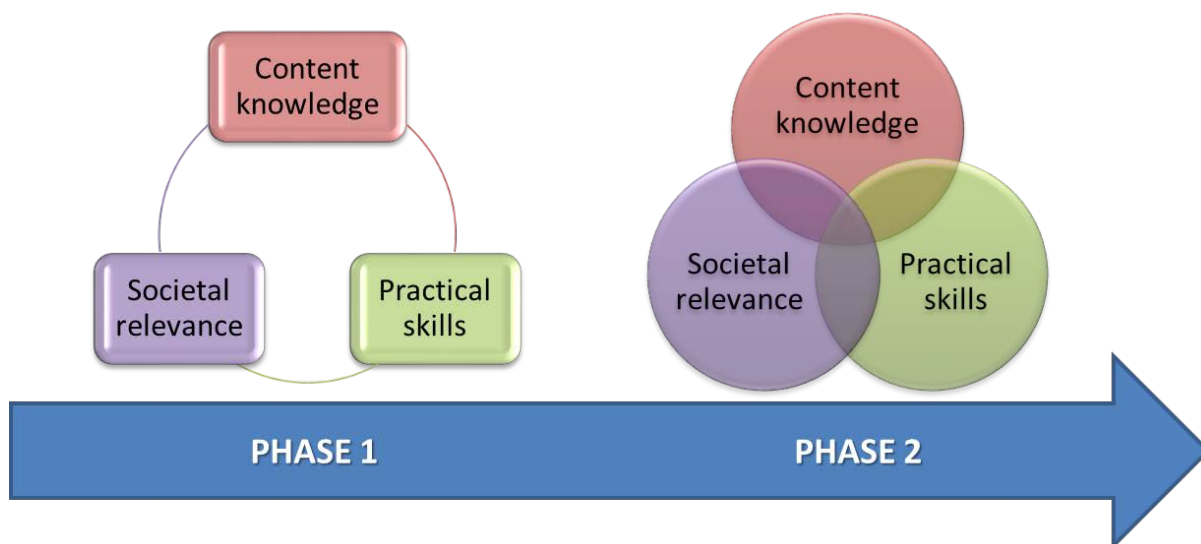 Content
knowledge
Societal
relevance
Practical
skills
Content
knowledge
Societal
relevance
Practical
skills
PHASE 1
PHASE 2